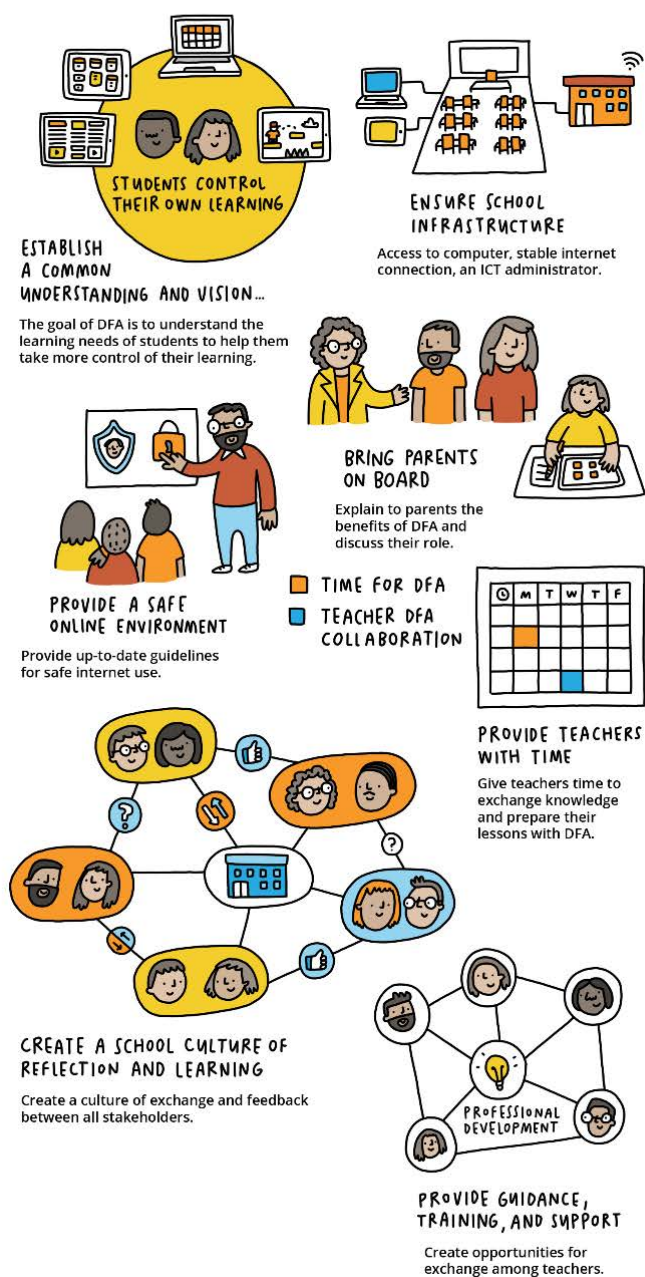 STUDENTS CONTROL
THEIR OWN LEARNING
ESTABLISH
A COMMON
UNDERSTANDING AND VISION...
The goal of DFA is to understand the
learning needs of students to help them
take more control of their learning.
ENSURE SCHOOL
INFRASTRUCTURE
Access to computer, stable internet
connection, an ICT administrator.
BRING PARENTS
ON BOARD
Explain to parents the
benefits of DFA and
discuss their role.
PROVIDE A SAFE
ONLINE ENVIRONMENT
Provide up-to-date guidelines
for safe internet use.
TIME FOR DFA
TEACHER DFA
COLLABORATION
M T W T F
PROVIDE TEACHERS
WITH TIME
Give teachers time to
exchange knowledge
and prepare their
lessons with DFA.
?
?
CREATE A SCHOOL CULTURE OF
REFLECTION AND LEARNING
Create a culture of exchange and feedback
between all stakeholders.
PROFESSIONAL
DEVELOPMENT
PROVIDE GUIDANCE,
TRAINING, AND SUPPORT
Create opportunities for
exchange among teachers.